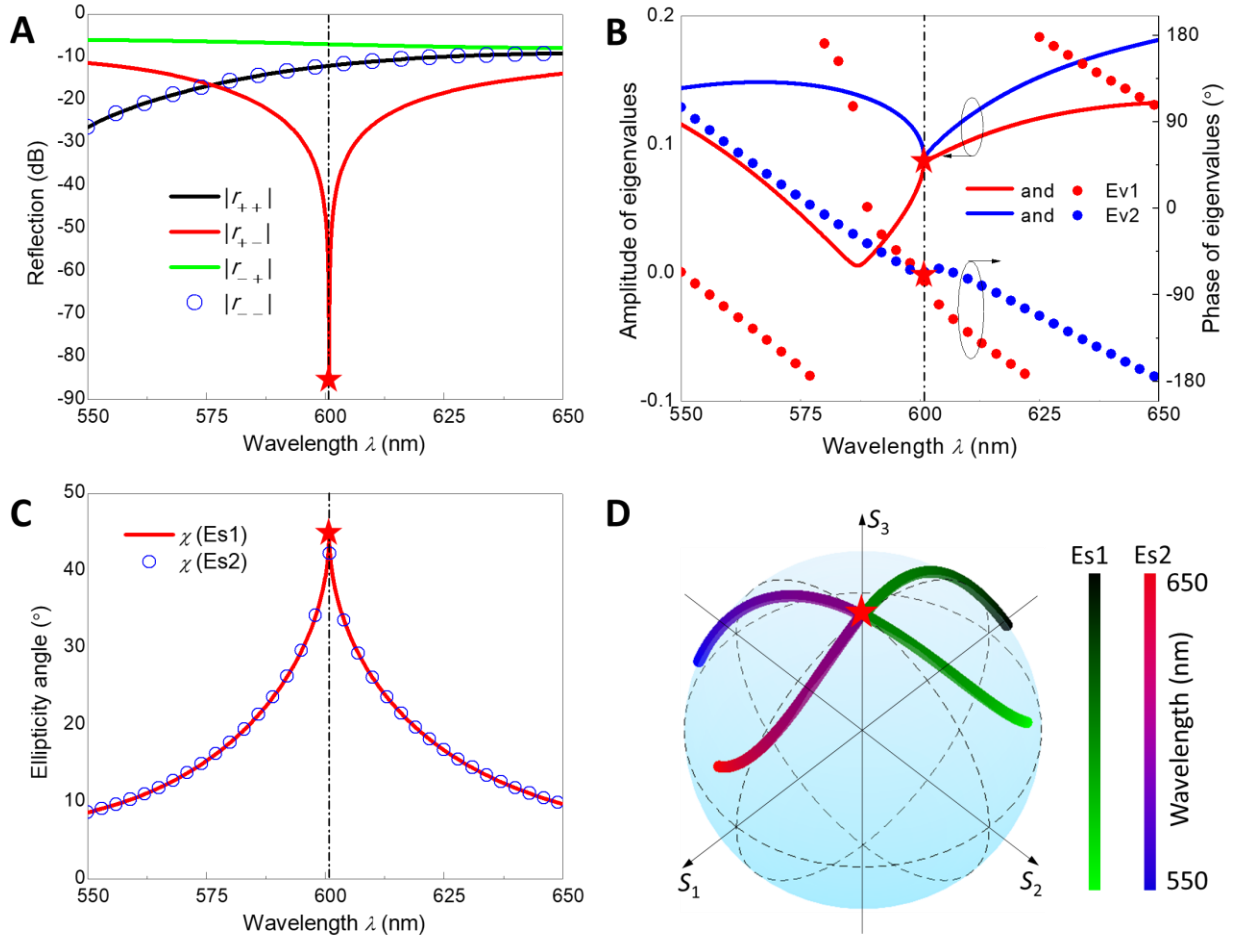 A
0
-10
-20
-30
-40
-50
-60
-70
-80
-90
Reflection (dB)
|r₊₊|
|r₊₋|
|r₋₊|
|r₋₋|
550
575
600
625
650
Wavelength λ (nm)
B
0.2
0.1
0.0
-0.1
Amplitude of eigenvalues
180
90
0
-90
-180
Phase of eigenvalues (°)
and Ev1
and Ev2
550
575
600
625
650
Wavelength λ (nm)
C
50
40
30
20
10
0
Ellipticity angle (°)
χ (Es1)
χ (Es2)
550
575
600
625
650
Wavelength λ (nm)
D
S₃
S₁
S₂
Es1 Es2
650
550
Wavelength (nm)